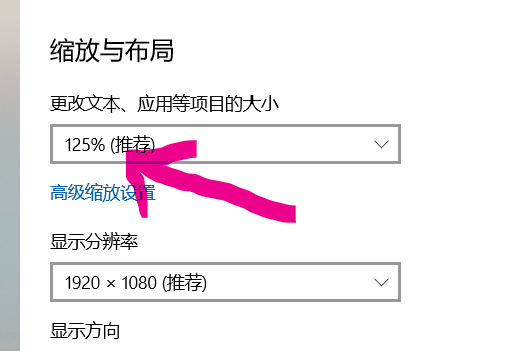 缩放与布局
更改文本、应用等项目的大小
125% (推荐)
高级缩放设置
显示分辨率
1920 × 1080 (推荐)
显示方向